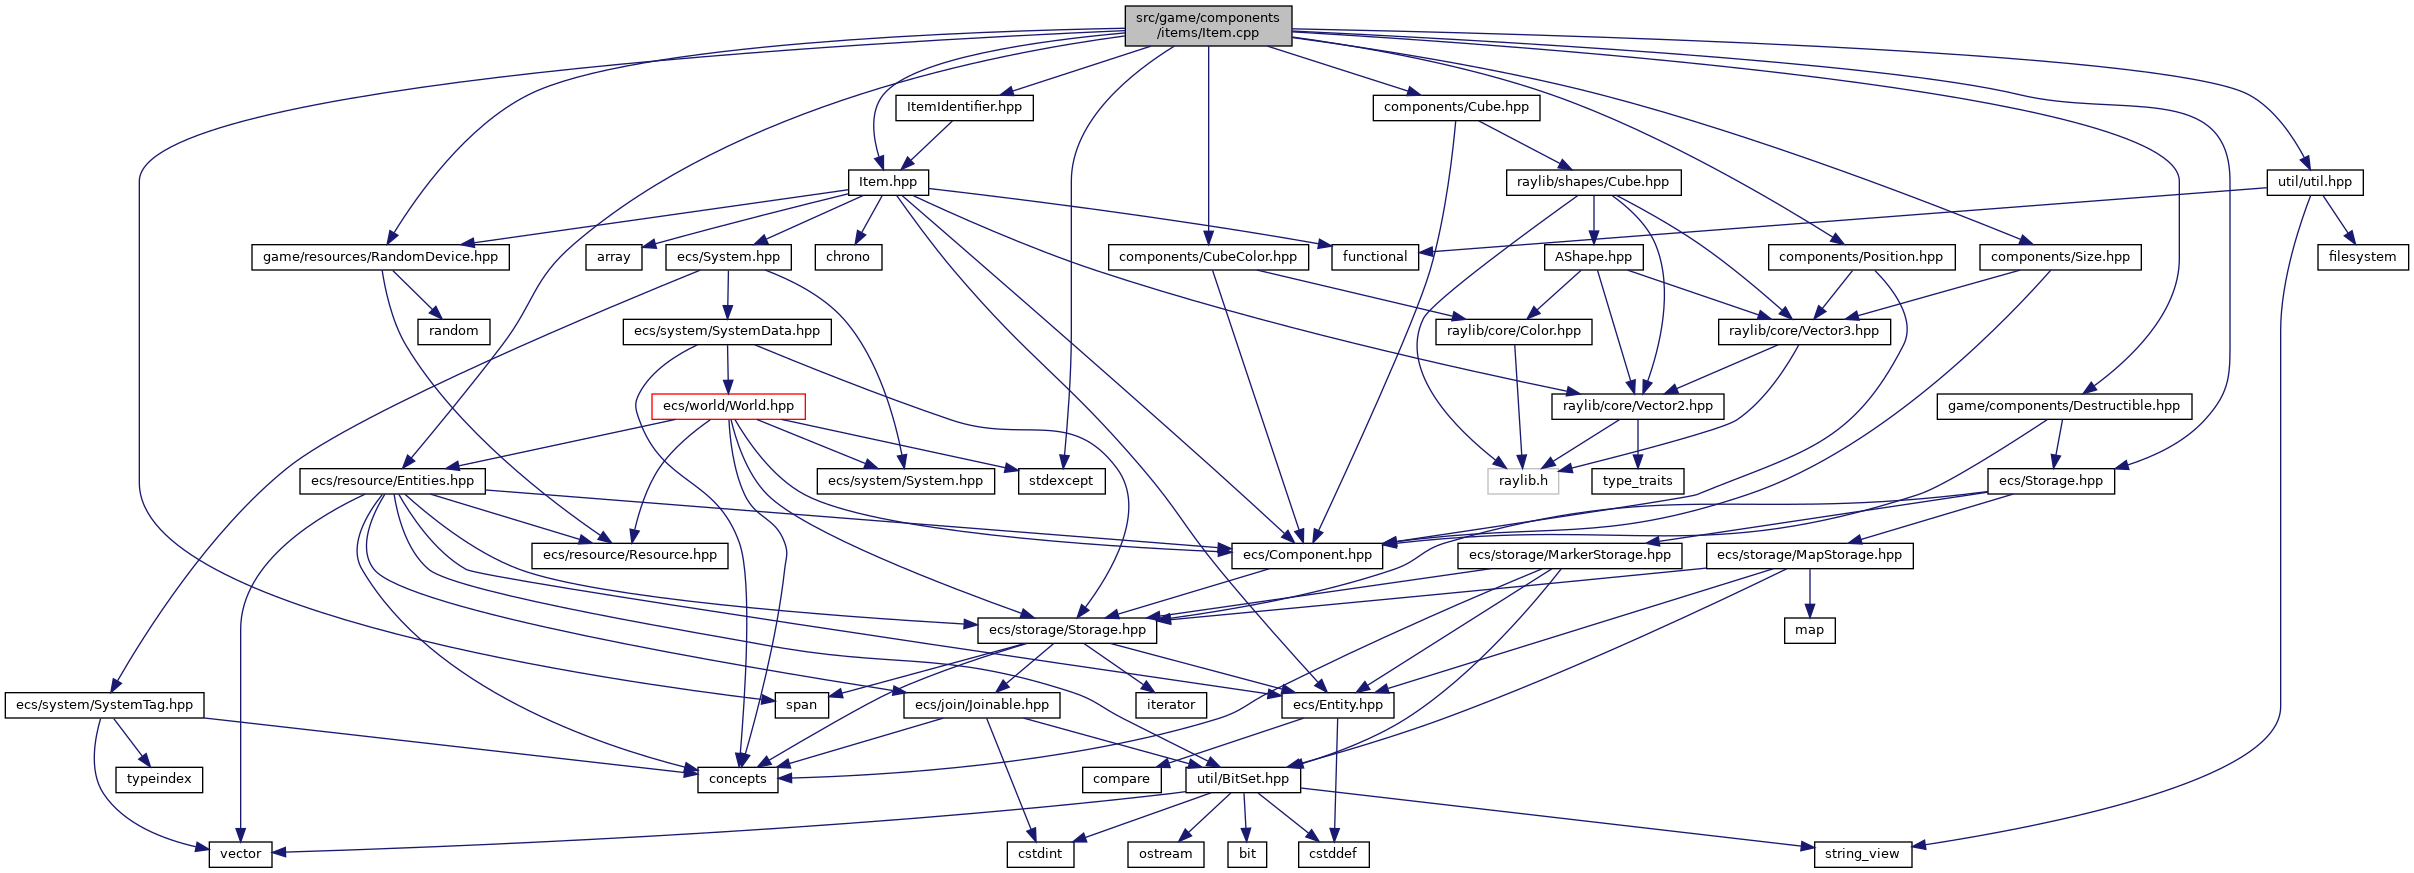 src/game/components
/items/Item.cpp
ItemIdentifier.hpp
components/Cube.hpp
Item.hpp
raylib/shapes/Cube.hpp
util/util.hpp
game/resources/RandomDevice.hpp
array
ecs/System.hpp
chrono
components/CubeColor.hpp
functional
AShape.hpp
components/Position.hpp
components/Size.hpp
filesystem
random
ecs/system/SystemData.hpp
raylib/core/Color.hpp
raylib/core/Vector3.hpp
ecs/world/World.hpp
raylib/core/Vector2.hpp
game/components/Destructible.hpp
ecs/resource/Entities.hpp
ecs/system/System.hpp
stdexcept
raylib.h
type_traits
ecs/Storage.hpp
ecs/resource/Resource.hpp
ecs/Component.hpp
ecs/storage/MarkerStorage.hpp
ecs/storage/MapStorage.hpp
ecs/storage/Storage.hpp
map
ecs/system/SystemTag.hpp
span
ecs/join/Joinable.hpp
iterator
ecs/Entity.hpp
typeindex
concepts
compare
util/BitSet.hpp
vector
cstdint
ostream
bit
cstddef
string_view